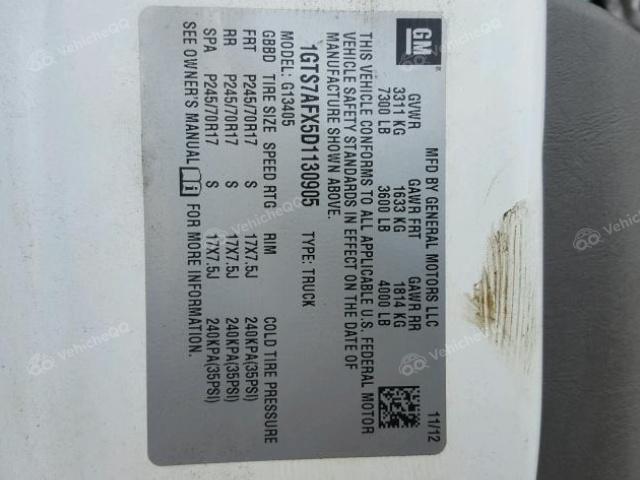 GM
MFD BY GENERAL MOTORS LLC 11/12
GVWR GAWR FRT GAWR RR
3311 KG 1633 KG 1814 KG
7300 LB 3600 LB 4000 LB
THIS VEHICLE CONFORMS TO ALL APPLICABLE U.S. FEDERAL MOTOR
VEHICLE SAFETY STANDARDS IN EFFECT ON THE DATE OF
MANUFACTURE SHOWN ABOVE.
1GTS7AFX5D1130905 TYPE: TRUCK
MODEL: G13405
GBBD TIRE SIZE SPEED RTG RIM COLD TIRE PRESSURE
FRT P245/70R17 S 17X7.5J 240KPA(35PSI)
RR P245/70R17 S 17X7.5J 240KPA(35PSI)
SPA P245/70R17 S 17X7.5J 240KPA(35PSI)
SEE OWNER'S MANUAL FOR MORE INFORMATION.
VehicleQQ